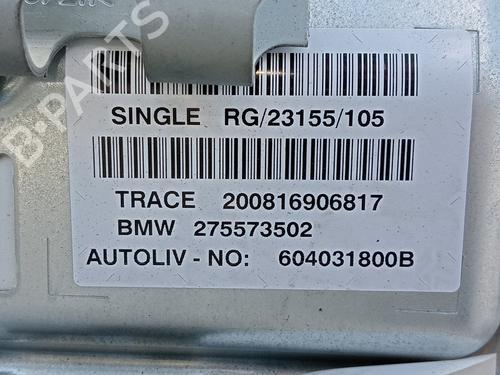 B-PARTS
SINGLE RG/23155/105
TRACE 200816906817
BMW 275573502
AUTOLIV - NO: 604031800B